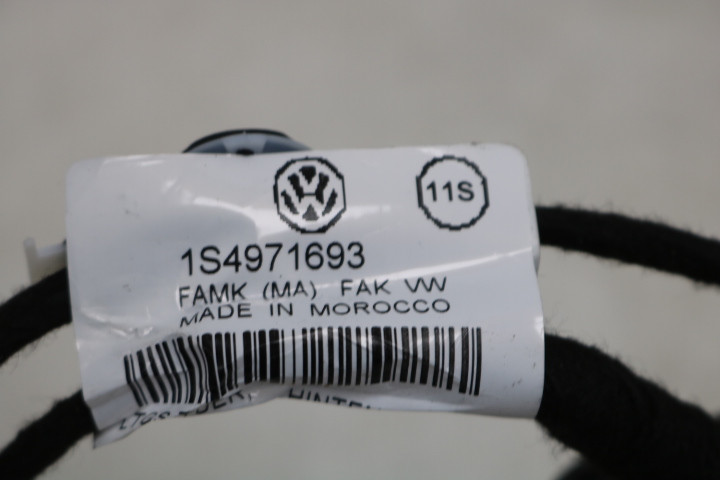 11S
1S4971693
FAMK (MA) FAK VW
MADE IN MOROCCO